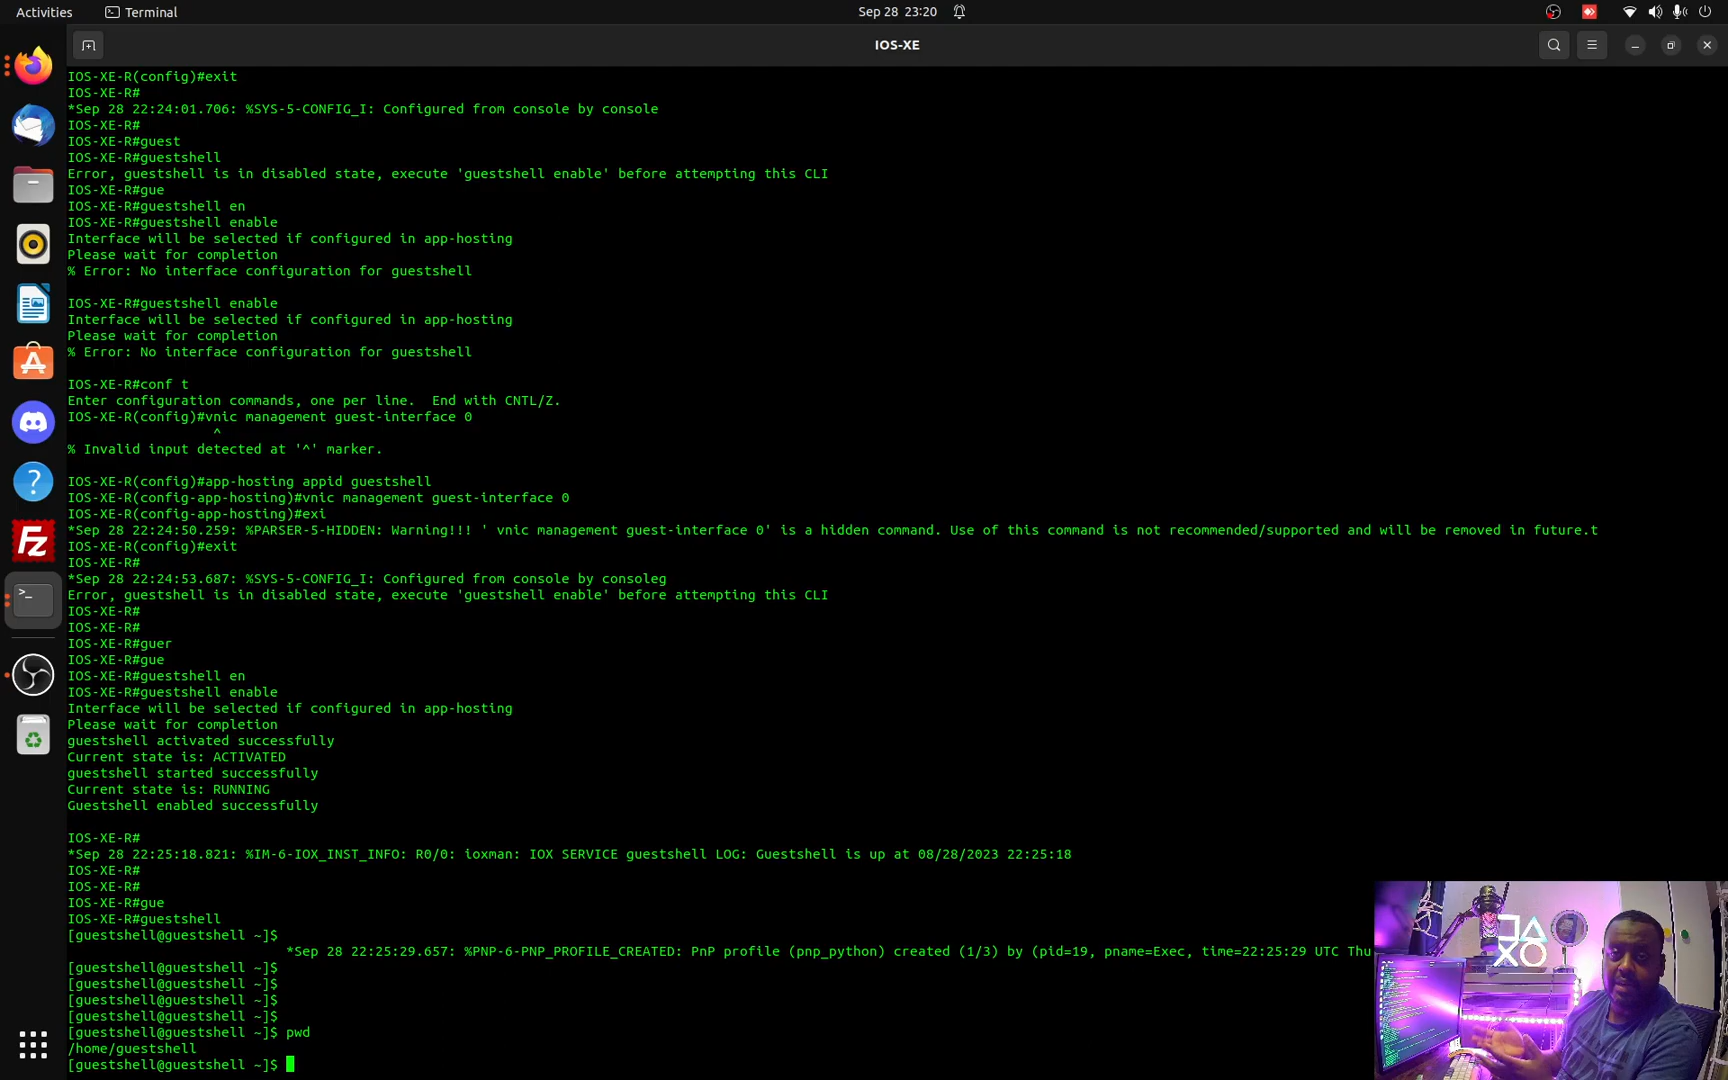 Activities
Terminal
Sep 28 23:20
IOS-XE
IOS-XE-R(config)#exit
IOS-XE-R#
*Sep 28 22:24:01.706: %SYS-5-CONFIG_I: Configured from console by console
IOS-XE-R#
IOS-XE-R#guest
IOS-XE-R#guestshell
Error, guestshell is in disabled state, execute 'guestshell enable' before attempting this CLI
IOS-XE-R#gue
IOS-XE-R#guestshell en
IOS-XE-R#guestshell enable
Interface will be selected if configured in app-hosting
Please wait for completion
% Error: No interface configuration for guestshell
IOS-XE-R#guestshell enable
Interface will be selected if configured in app-hosting
Please wait for completion
% Error: No interface configuration for guestshell
IOS-XE-R#conf t
Enter configuration commands, one per line.  End with CNTL/Z.
IOS-XE-R(config)#vnic management guest-interface 0
^
% Invalid input detected at '^' marker.
IOS-XE-R(config)#app-hosting appid guestshell
IOS-XE-R(config-app-hosting)#vnic management guest-interface 0
IOS-XE-R(config-app-hosting)#exi
*Sep 28 22:24:50.259: %PARSER-5-HIDDEN: Warning!!! ' vnic management guest-interface 0' is a hidden command. Use of this command is not recommended/supported and will be removed in future.t
IOS-XE-R(config)#exit
IOS-XE-R#
*Sep 28 22:24:53.687: %SYS-5-CONFIG_I: Configured from console by consoleg
Error, guestshell is in disabled state, execute 'guestshell enable' before attempting this CLI
IOS-XE-R#
IOS-XE-R#
IOS-XE-R#guer
IOS-XE-R#gue
IOS-XE-R#guestshell en
IOS-XE-R#guestshell enable
Interface will be selected if configured in app-hosting
Please wait for completion
guestshell activated successfully
Current state is: ACTIVATED
guestshell started successfully
Current state is: RUNNING
Guestshell enabled successfully
IOS-XE-R#
*Sep 28 22:25:18.821: %IM-6-IOX_INST_INFO: R0/0: ioxman: IOX SERVICE guestshell LOG: Guestshell is up at 08/28/2023 22:25:18
IOS-XE-R#
IOS-XE-R#
IOS-XE-R#gue
IOS-XE-R#guestshell
[guestshell@guestshell ~]$
*Sep 28 22:25:29.657: %PNP-6-PNP_PROFILE_CREATED: PnP profile (pnp_python) created (1/3) by (pid=19, pname=Exec, time=22:25:29 UTC Thu
[guestshell@guestshell ~]$
[guestshell@guestshell ~]$
[guestshell@guestshell ~]$
[guestshell@guestshell ~]$
[guestshell@guestshell ~]$ pwd
/home/guestshell
[guestshell@guestshell ~]$